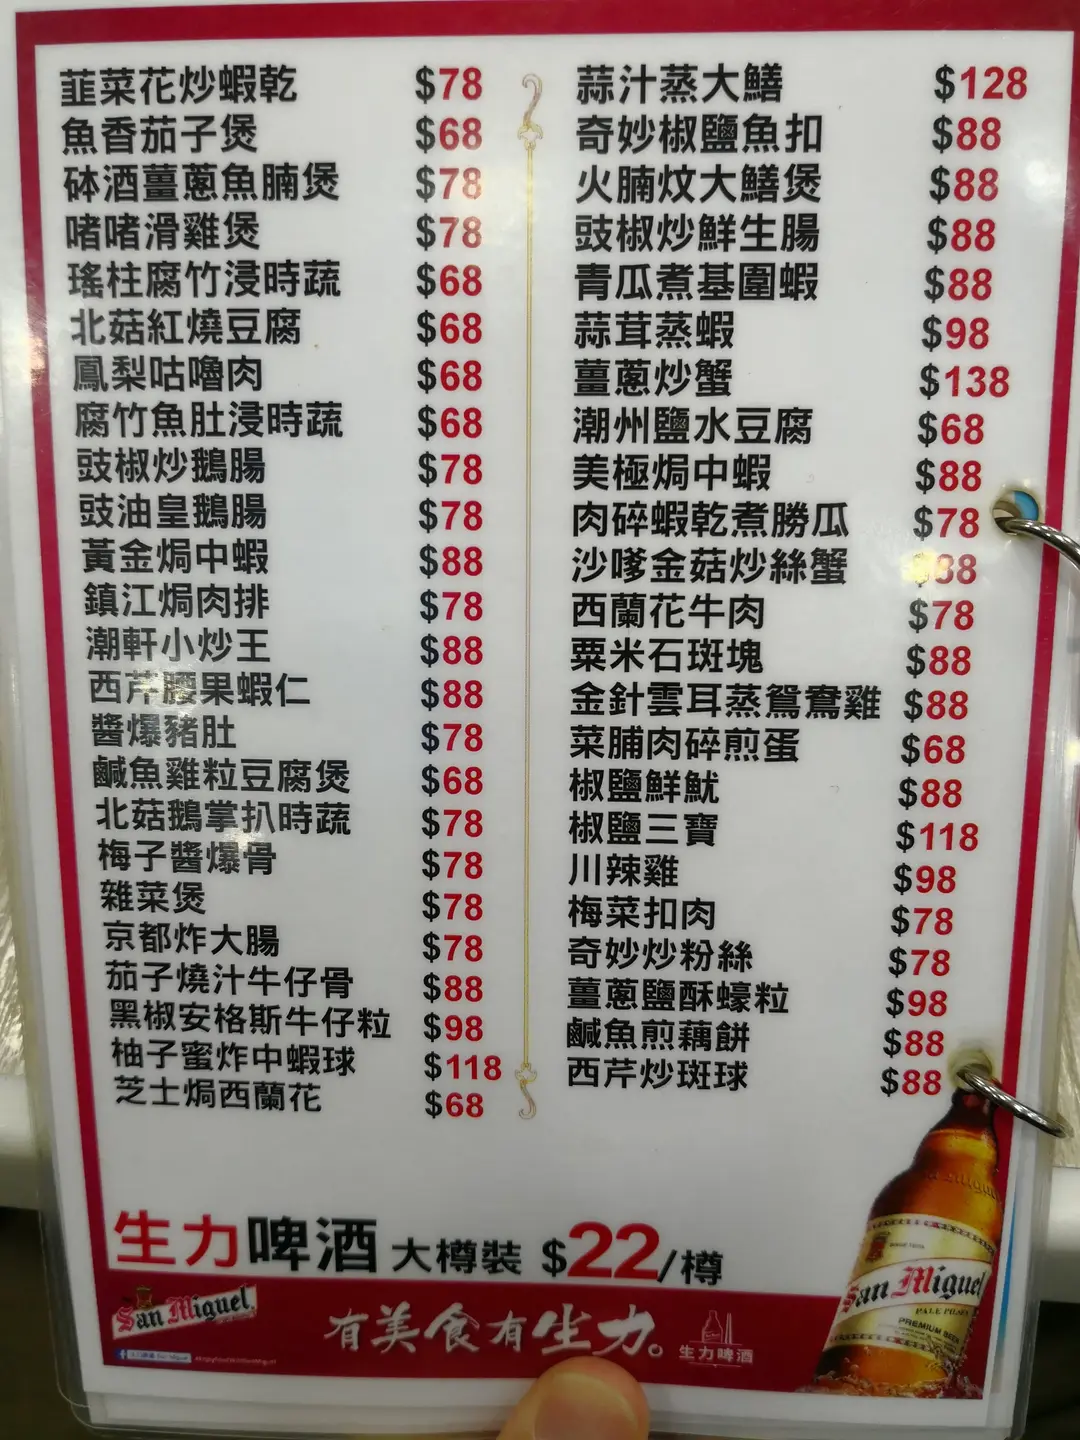 韮菜花炒蝦乾 $78
魚香茄子煲 $68
砵酒薑蔥魚腩煲 $78
啫啫滑雞煲 $78
瑤柱腐竹浸時蔬 $68
北菇紅燒豆腐 $68
鳳梨咕嚕肉 $68
腐竹魚肚浸時蔬 $68
豉椒炒鵝腸 $78
豉油皇鵝腸 $78
黃金焗中蝦 $88
鎮江焗肉排 $78
潮軒小炒王 $88
西芹腰果蝦仁 $88
醬爆豬肚 $78
鹹魚雞粒豆腐煲 $68
北菇鵝掌扒時蔬 $78
梅子醬爆骨 $78
雜菜煲 $78
京都炸大腸 $78
茄子燒汁牛仔骨 $88
黑椒安格斯牛仔粒 $98
柚子蜜炸中蝦球 $118
芝士焗西蘭花 $68
蒜汁蒸大鱔 $128
奇妙椒鹽魚扣 $88
火腩炆大鱔煲 $88
豉椒炒鮮生腸 $88
青瓜煮基圍蝦 $88
蒜茸蒸蝦 $98
薑蔥炒蟹 $138
潮州鹽水豆腐 $68
美極焗中蝦 $88
肉碎蝦乾煮勝瓜 $78
沙嗲金菇炒絲蟹 $88
西蘭花牛肉 $78
粟米石斑塊 $88
金針雲耳蒸鴛鴦雞 $88
菜脯肉碎煎蛋 $68
椒鹽鮮魷 $88
椒鹽三寶 $118
川辣雞 $98
梅菜扣肉 $78
奇妙炒粉絲 $78
薑蔥鹽酥蠔粒 $98
鹹魚煎藕餅 $88
西芹炒斑球 $88
生力啤酒 大樽裝 $22/樽
San Miguel
有美食有生力。
生力啤酒
San Miguel
PALE PILSEN
PREMIUM BEER